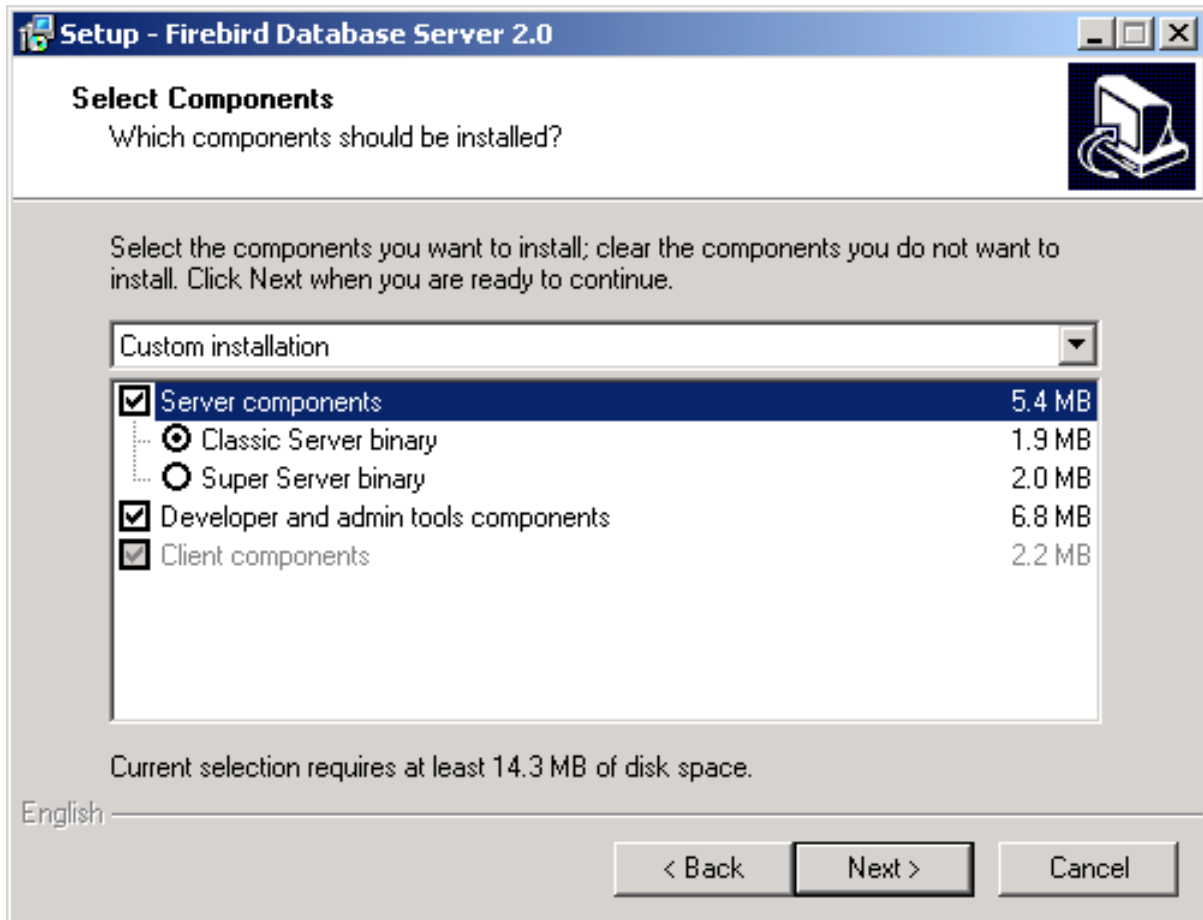 Setup - Firebird Database Server 2.0
Select Components
Which components should be installed?
Select the components you want to install; clear the components you do not want to
install. Click Next when you are ready to continue.
Custom installation
Server components 5.4 MB
Classic Server binary 1.9 MB
Super Server binary 2.0 MB
Developer and admin tools components 6.8 MB
Client components 2.2 MB
Current selection requires at least 14.3 MB of disk space.
English
< Back Next > Cancel